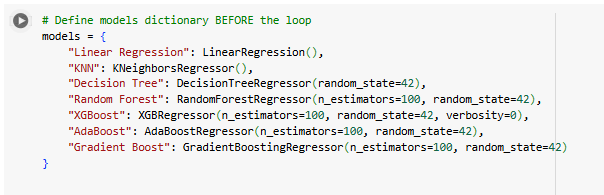 # Define models dictionary BEFORE the loop
models = {
    "Linear Regression": LinearRegression(),
    "KNN": KNeighborsRegressor(),
    "Decision Tree": DecisionTreeRegressor(random_state=42),
    "Random Forest": RandomForestRegressor(n_estimators=100, random_state=42),
    "XGBoost": XGBRegressor(n_estimators=100, random_state=42, verbosity=0),
    "AdaBoost": AdaBoostRegressor(n_estimators=100, random_state=42),
    "Gradient Boost": GradientBoostingRegressor(n_estimators=100, random_state=42)
}